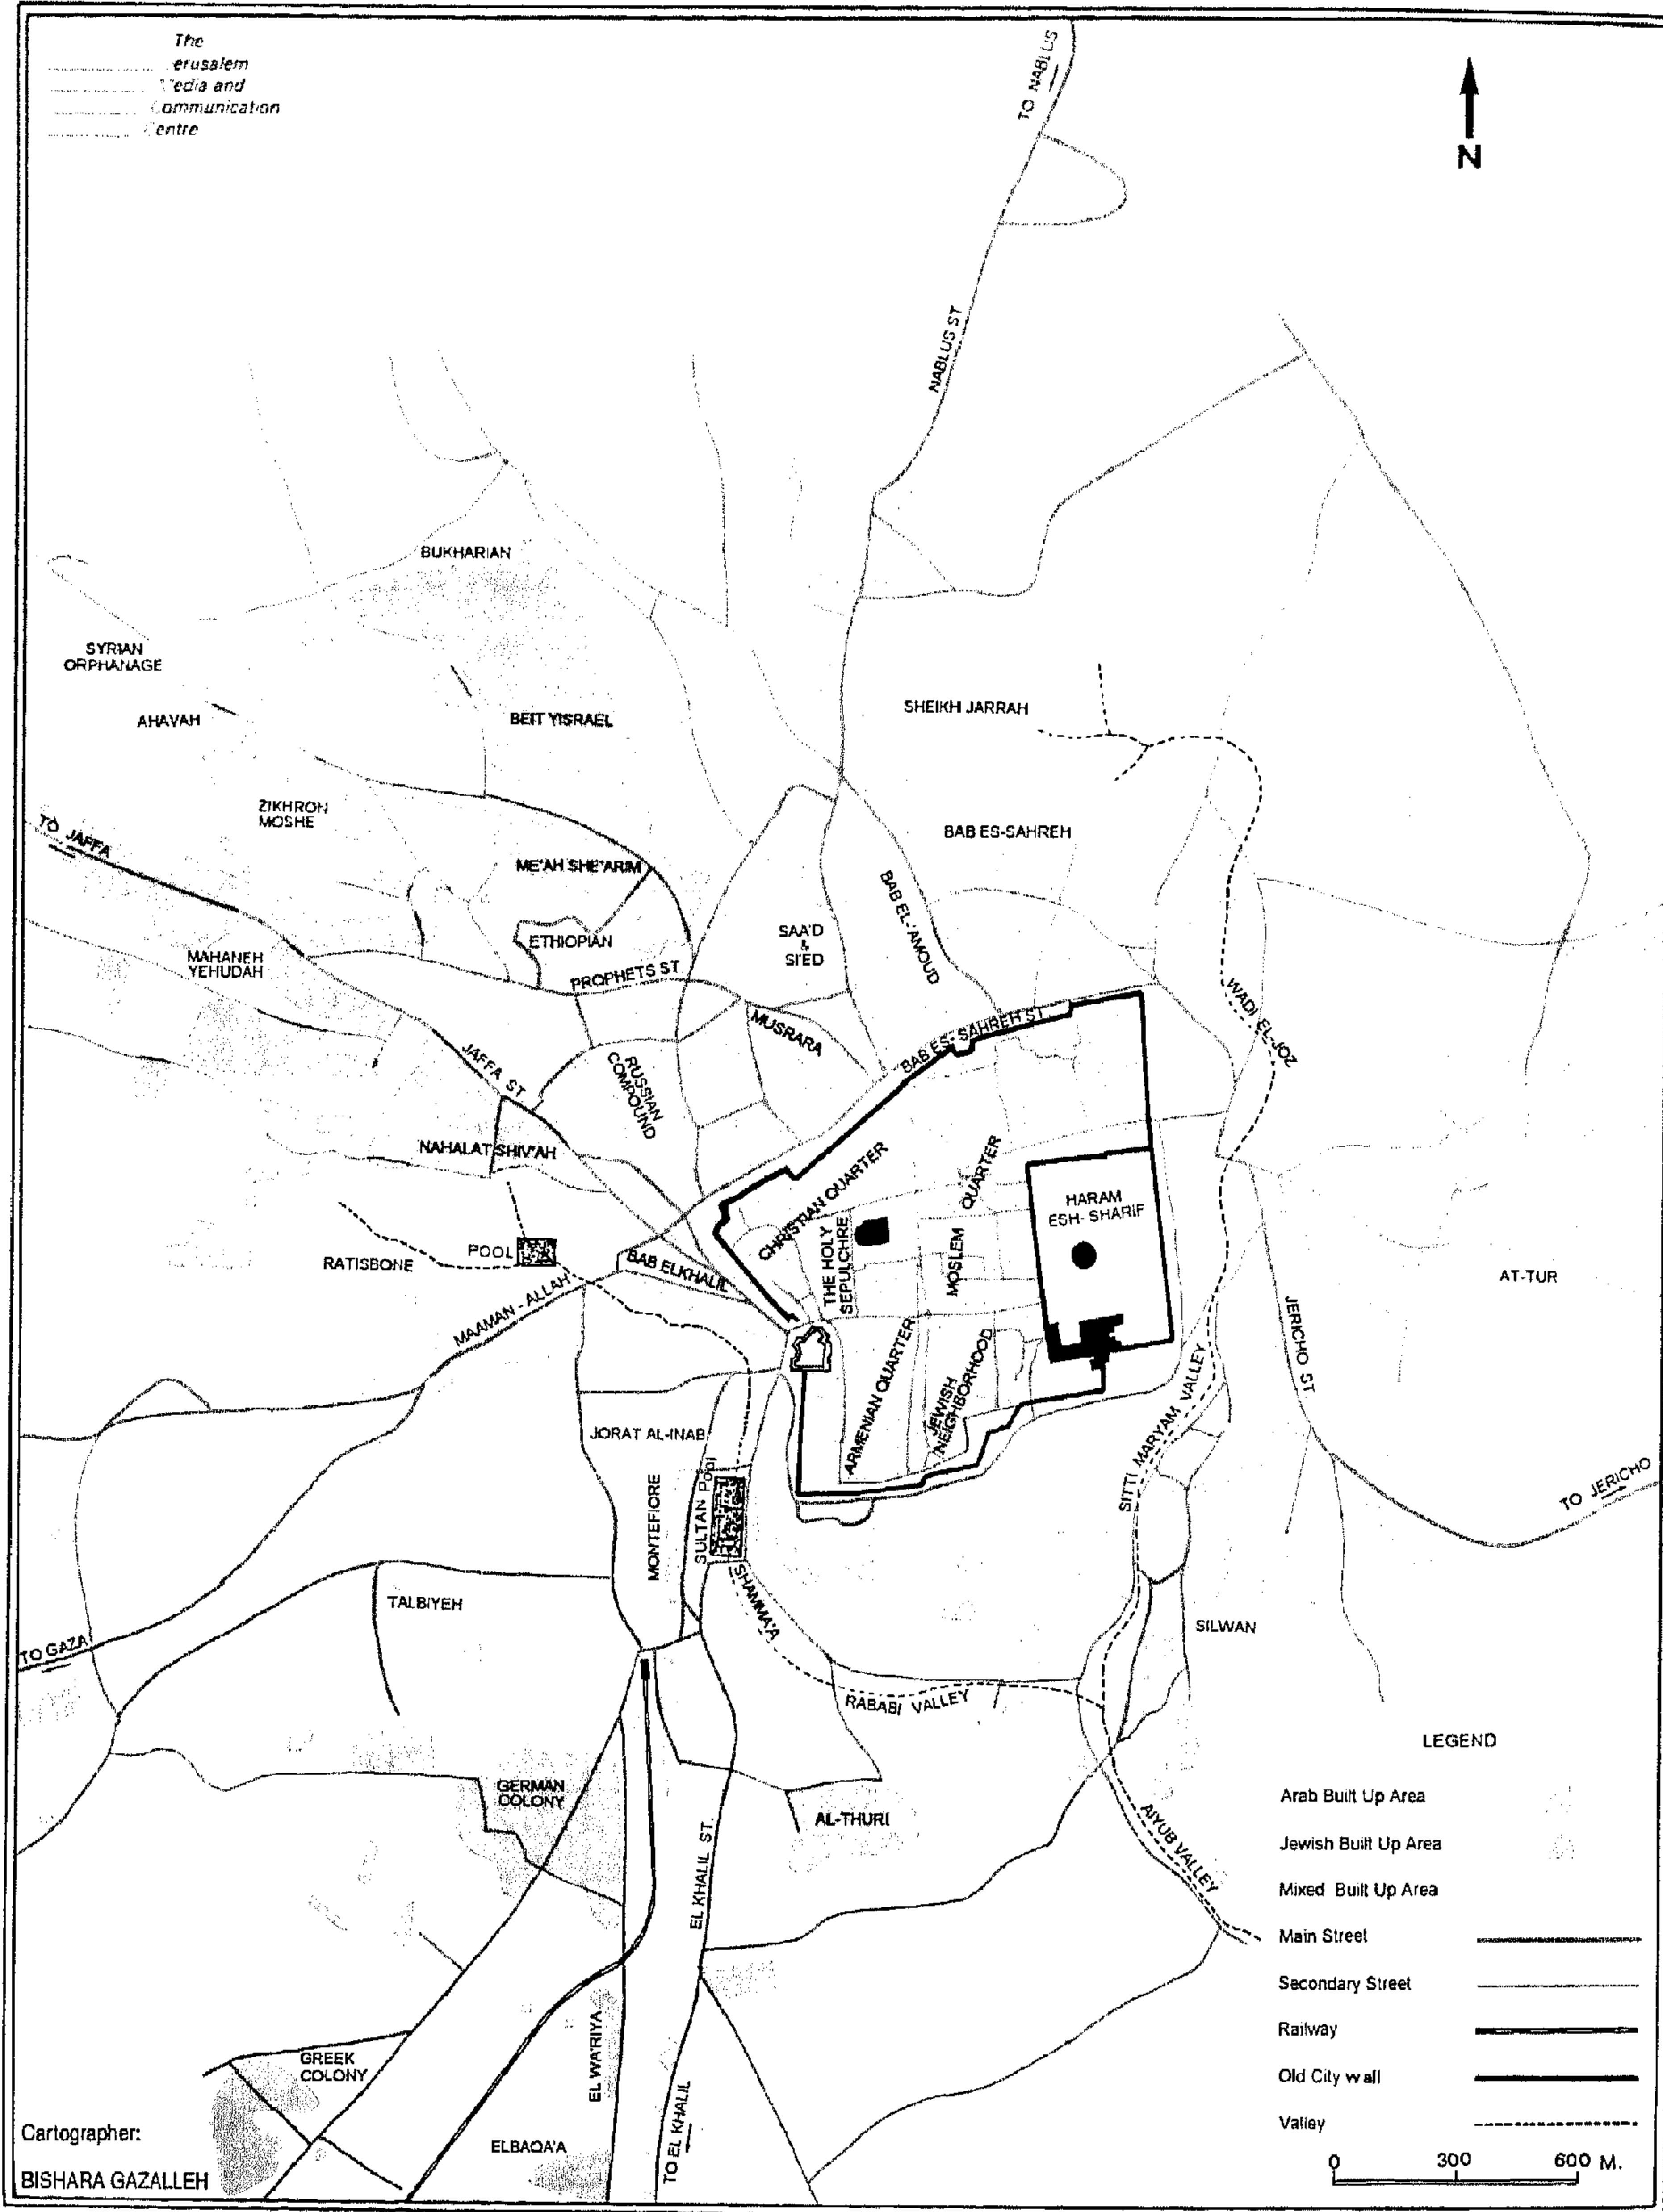 The
erusalem
edia and
ommunication
entre
TO NABLUS
N
NABLUS ST
BUKHARIAN
SYRIAN
ORPHANAGE
AHAVAH
BEIT YISRAEL
SHEIKH JARRAH
ZIKHRON
MOSHE
TO JAFFA
BAB ES-SAHREH
ME'AH SHE'ARIM
BAB EL-'AMOUD
SAA'D
&
SI'ED
ETHIOPIAN
MAHANEH
YEHUDAH
PROPHETS ST
WADI EL-JOZ
MUSRARA
BAB ES-SAHREH ST
JAFFA ST
RUSSIAN
COMPOUND
NAHALAT SHIV'AH
CHRISTIAN QUARTER
MOSLEM QUARTER
HARAM
ESH-SHARIF
THE HOLY
SEPULCHRE
POOL
RATISBONE
BAB ELKHALIL
AT-TUR
MAAMAN-ALLAH
JERICHO ST
ARMENIAN QUARTER
JEWISH
NEIGHBORHOOD
SITTI MARYAM VALLEY
JORAT AL-INAB
MONTEFIORE
SULTAN Pool
TO JERICHO
SHAMMA'A
TALBIYEH
SILWAN
TO GAZA
RABABI VALLEY
GERMAN
COLONY
AL-THURI
EL KHALIL ST.
AIYUB VALLEY
GREEK
COLONY
EL WA'RIYA
ELBAQA'A
TO EL KHALIL
Cartographer:
BISHARA GAZALLEH
LEGEND
Arab Built Up Area
Jewish Built Up Area
Mixed Built Up Area
Main Street
Secondary Street
Railway
Old City wall
Valley
0 300 600 M.